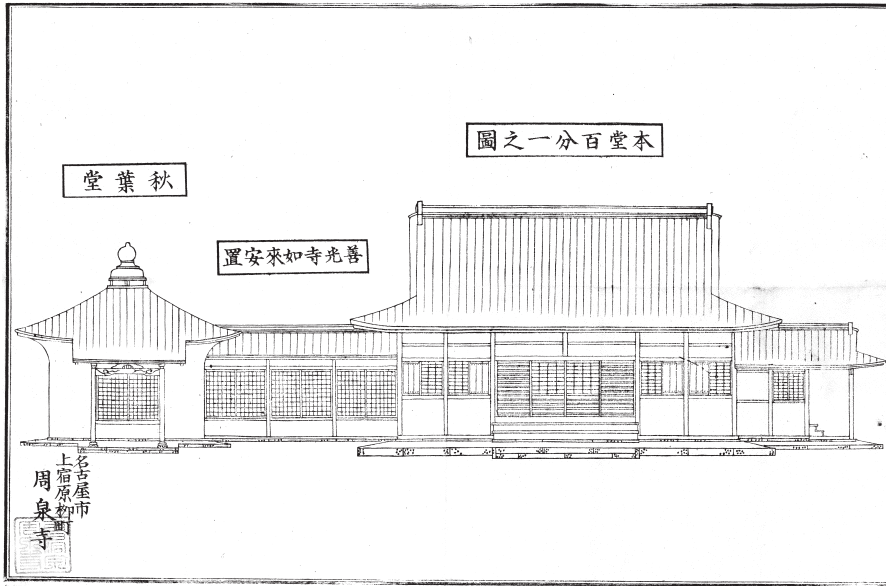 本堂百分一之圖
秋葉堂
善光寺如來安置
名古屋市
上宿原柳町
周泉寺